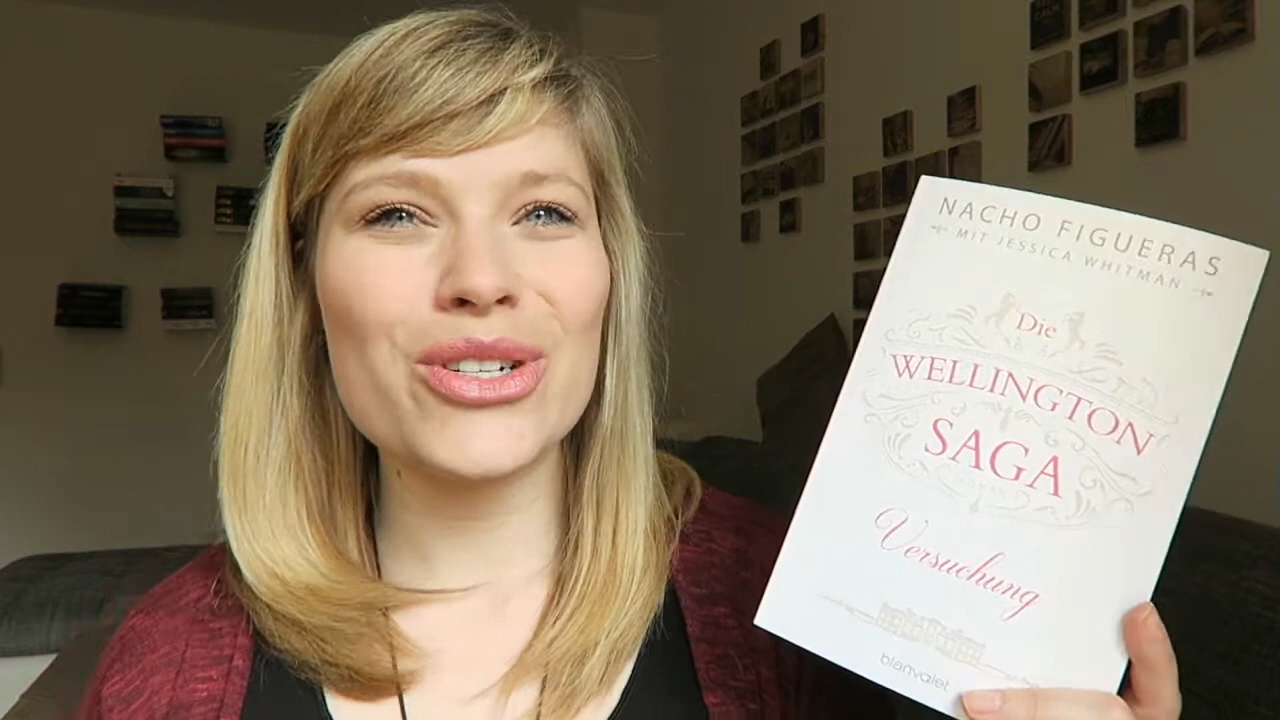 NACHO FIGUERAS
MIT JESSICA WHITMAN
Die
WELLINGTON
SAGA
Versuchung
blanvalet